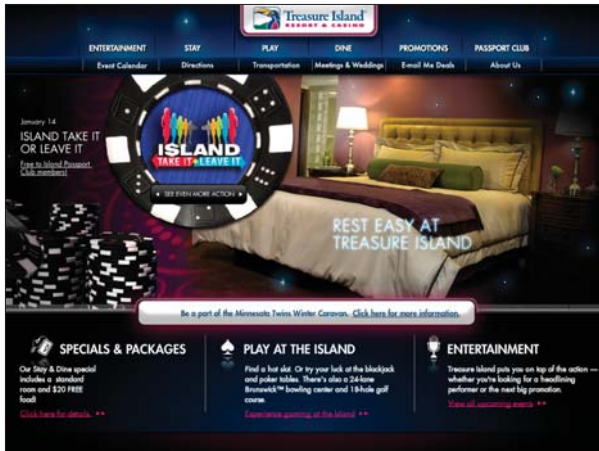 Treasure Island
RESORT & CASINO
ENTERTAINMENT STAY PLAY DINE PROMOTIONS PASSPORT CLUB
Event Calendar Directions Transportation Meetings & Weddings E-mail Me Deals About Us
January 14
ISLAND TAKE IT
OR LEAVE IT
Free to Island Passport
Club members!
ISLAND
TAKE IT OR LEAVE IT
SEE EVEN MORE ACTION
REST EASY AT
TREASURE ISLAND
Be a part of the Minnesota Twins Winter Caravan. Click here for more information.
SPECIALS & PACKAGES
Our Stay & Dine special
includes a standard
room and $20 FREE
food!
Click here for details.
PLAY AT THE ISLAND
Find a hot slot. Or try your luck at the blackjack
and poker tables. There's also a 24-lane
Brunswick™ bowling center and 18-hole golf
course.
Experience gaming at the Island
ENTERTAINMENT
Treasure Island puts you on top of the action —
whether you're looking for a headlining
performer or the next big promotion.
View all upcoming events